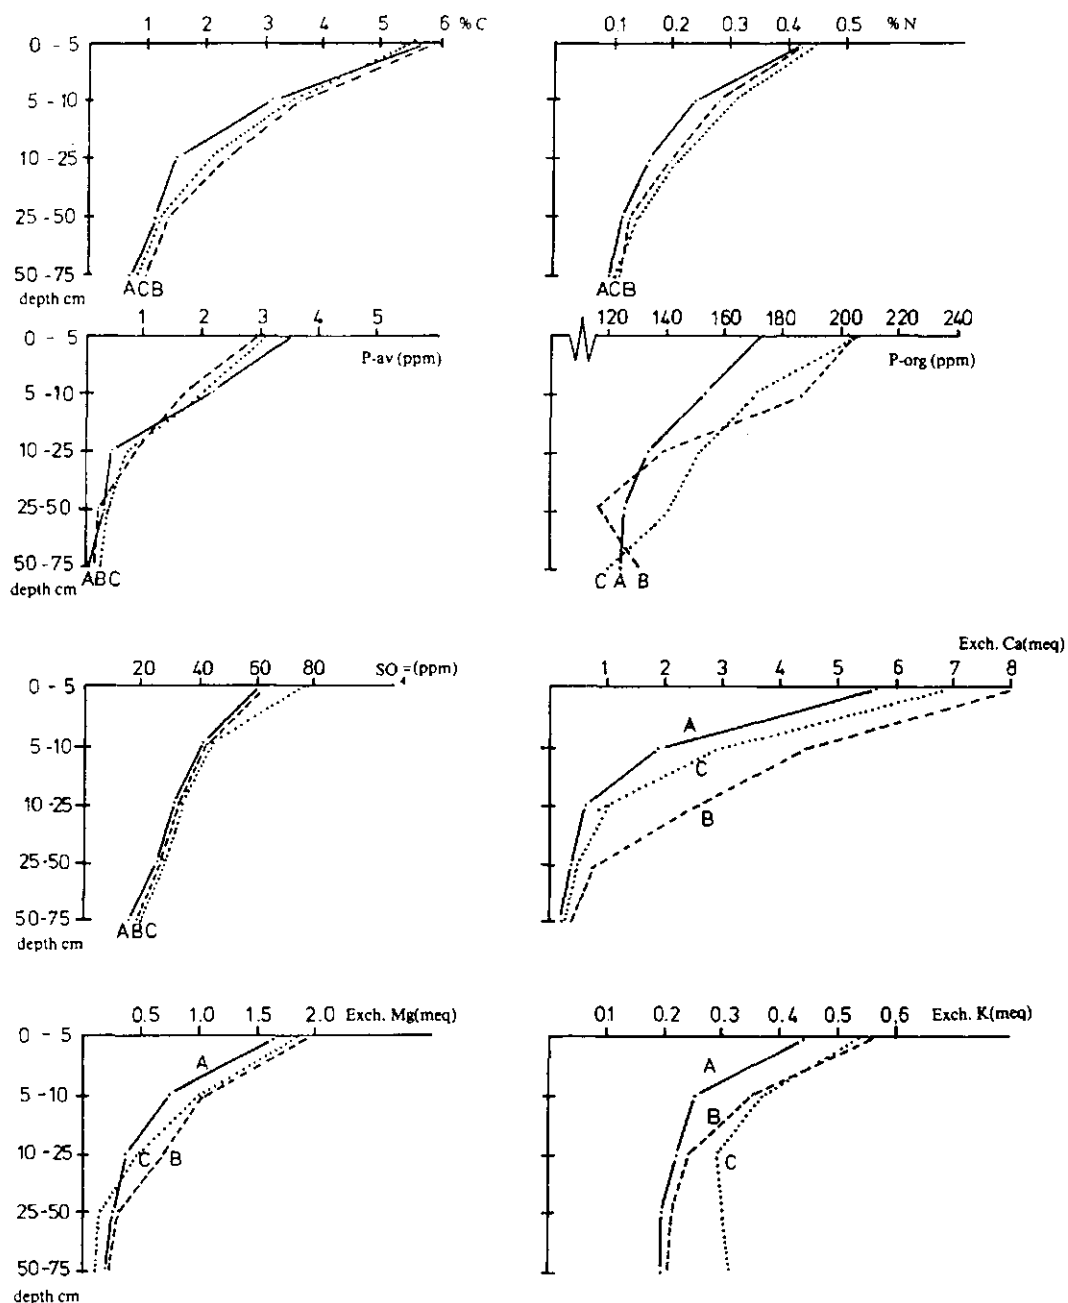 1 2 3 4 5 6 % C
0 - 5
5 - 10
10 - 25
25 - 50
50 - 75
depth cm
A C B
0.1 0.2 0.3 0.4 0.5 % N
A C B
1 2 3 4 5
P-av (ppm)
0 - 5
5 - 10
10 - 25
25 - 50
50 - 75
depth cm
A B C
120 140 160 180 200 220 240
P-org (ppm)
C A B
20 40 60 80 SO4= (ppm)
0 - 5
5 - 10
10 - 25
25 - 50
50 - 75
depth cm
A B C
Exch. Ca(meq)
1 2 3 4 5 6 7 8
A
C
B
0.5 1.0 1.5 2.0 Exch. Mg(meq)
0 - 5
5 - 10
10 - 25
25 - 50
50 - 75
depth cm
A
C B
0.1 0.2 0.3 0.4 0.5 0.6 Exch. K(meq)
A
B
C